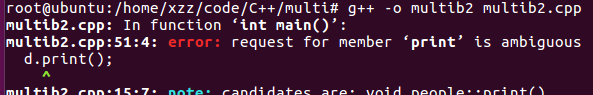 root@ubuntu:/home/xzz/code/C++/multi# g++ -o multib2 multib2.cpp
multib2.cpp: In function ‘int main()’:
multib2.cpp:51:4: error: request for member ‘print’ is ambiguous
d.print();
^
multib2.cpp:15:7: note: candidates are: void people::print()